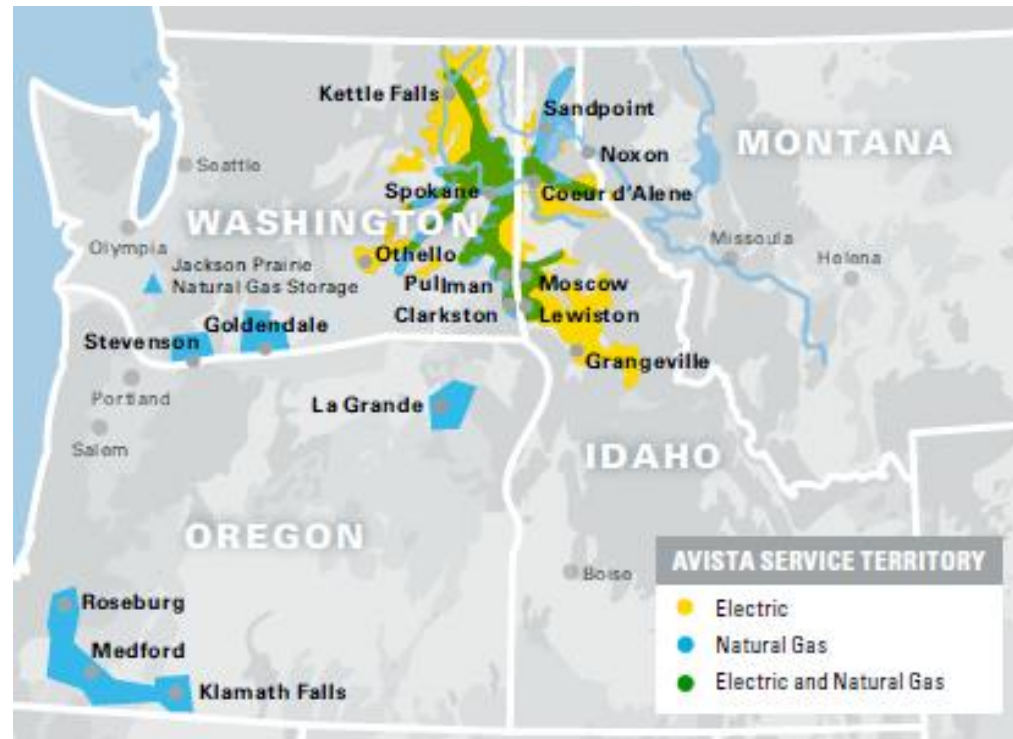 Kettle Falls
Sandpoint
MONTANA
Noxon
Seattle
Spokane
Coeur d'Alene
WASHINGTON
Missoula
Olympia
Othello
Helena
Jackson Prairie
Natural Gas Storage
Pullman
Moscow
Clarkston
Lewiston
Goldendale
Stevenson
Grangeville
Portland
La Grande
Salem
IDAHO
OREGON
AVISTA SERVICE TERRITORY
Boise
Electric
Roseburg
Natural Gas
Medford
Electric and Natural Gas
Klamath Falls